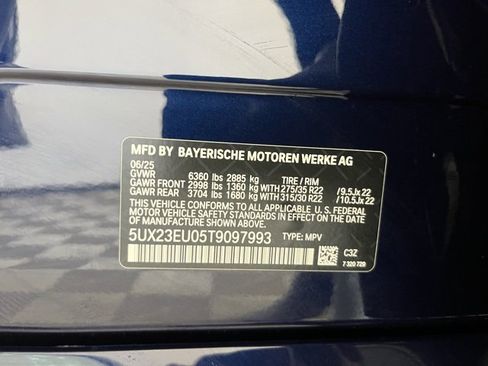 MFD BY BAYERISCHE MOTOREN WERKE AG
06/25
GVWR 6360 lbs 2885 kg TIRE / RIM
GAWR FRONT 2998 lbs 1360 kg 275/35 R22 / 9.5Jx22
GAWR REAR 3704 lbs 1680 kg 315/30 R22 / 10.5Jx22
THIS VEHICLE CONFORMS TO ALL APPLICABLE U.S. FEDERAL
MOTOR VEHICLE SAFETY STANDARDS IN EFFECT ON THE DATE
OF MANUFACTURE SHOWN ABOVE.
5UX23EU05T9097993 TYPE: MPV
C3Z
7 320 729